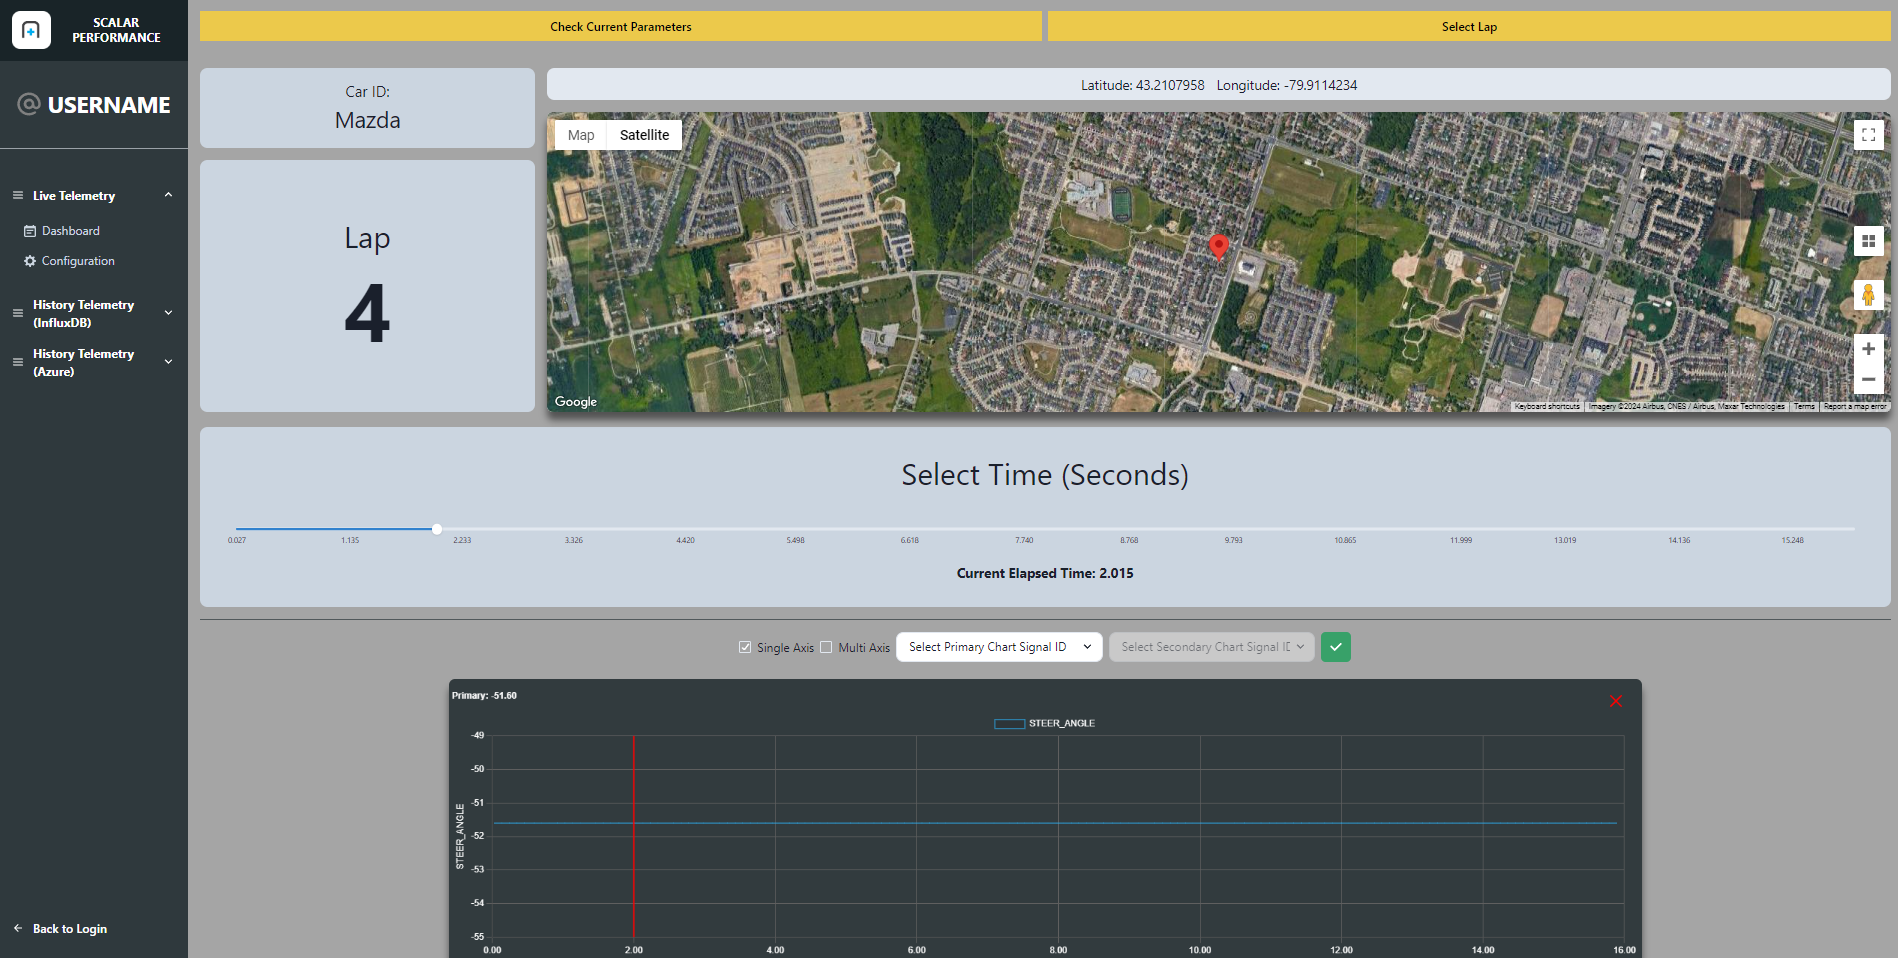 SCALAR
PERFORMANCE
@ USERNAME
Live Telemetry
Dashboard
Configuration
History Telemetry
(InfluxDB)
History Telemetry
(Azure)
Back to Login
Check Current Parameters
Select Lap
Car ID:
Mazda
Lap
4
Latitude: 43.2107958 Longitude: -79.9114234
Map Satellite
Google
Keyboard shortcuts Imagery ©2024 Airbus, CNES / Airbus, Maxar Technologies Terms Report a map error
Select Time (Seconds)
0.027 1.135 2.233 3.326 4.420 5.498 6.618 7.740 8.768 9.793 10.865 11.999 13.019 14.136 15.248
Current Elapsed Time: 2.015
Single Axis Multi Axis Select Primary Chart Signal ID Select Secondary Chart Signal ID
Primary: -51.60
STEER_ANGLE
STEER_ANGLE
-49
-50
-51
-52
-53
-54
-55
0.00 2.00 4.00 6.00 8.00 10.00 12.00 14.00 16.00